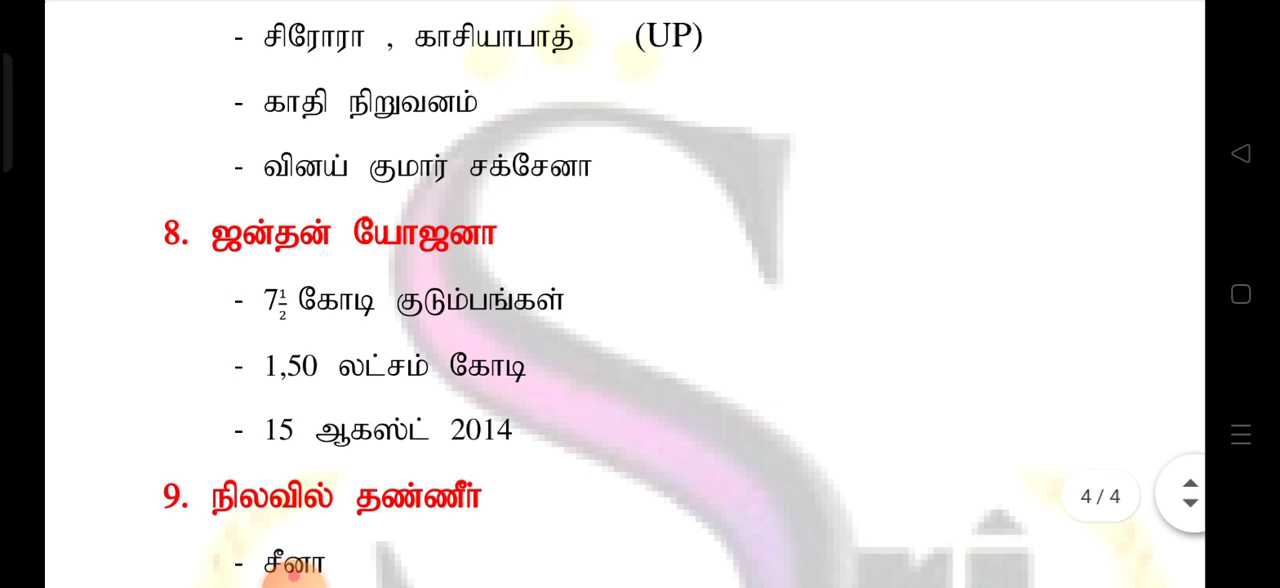 - சிரோரா , காசியாபாத் (UP)
- காதி நிறுவனம்
- வினய் குமார் சக்சேனா
8. ஜன்தன் யோஜனா
- 7½ கோடி குடும்பங்கள்
- 1,50 லட்சம் கோடி
- 15 ஆகஸ்ட் 2014
9. நிலவில் தண்ணீர்
4 / 4
- சீனா